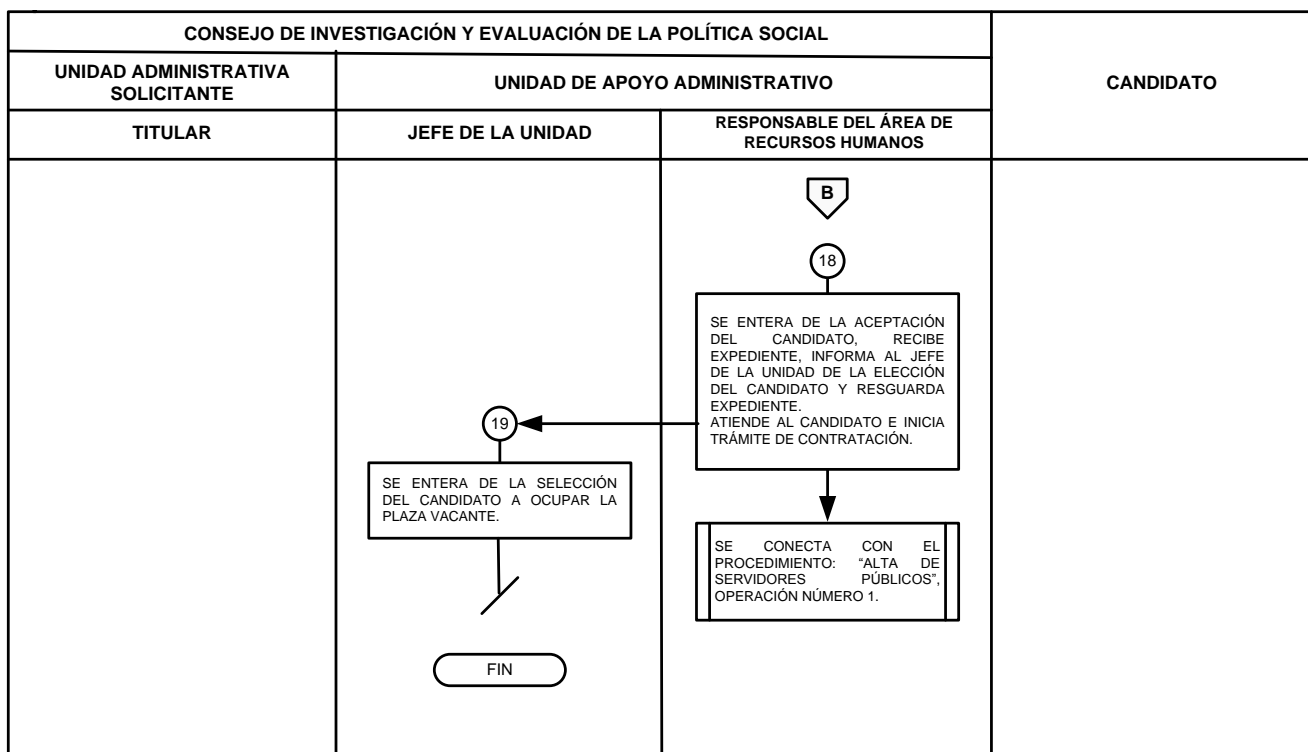 CONSEJO DE INVESTIGACIÓN Y EVALUACIÓN DE LA POLÍTICA SOCIAL
UNIDAD ADMINISTRATIVA
SOLICITANTE
UNIDAD DE APOYO ADMINISTRATIVO
CANDIDATO
TITULAR
JEFE DE LA UNIDAD
RESPONSABLE DEL ÁREA DE
RECURSOS HUMANOS
B
18
SE ENTERA DE LA ACEPTACIÓN
DEL CANDIDATO, RECIBE
EXPEDIENTE, INFORMA AL JEFE
DE LA UNIDAD DE LA ELECCIÓN
DEL CANDIDATO Y RESGUARDA
EXPEDIENTE.
ATIENDE AL CANDIDATO E INICIA
TRÁMITE DE CONTRATACIÓN.
19
SE ENTERA DE LA SELECCIÓN
DEL CANDIDATO A OCUPAR LA
PLAZA VACANTE.
SE CONECTA CON EL
PROCEDIMIENTO: “ALTA DE
SERVIDORES PÚBLICOS”,
OPERACIÓN NÚMERO 1.
FIN